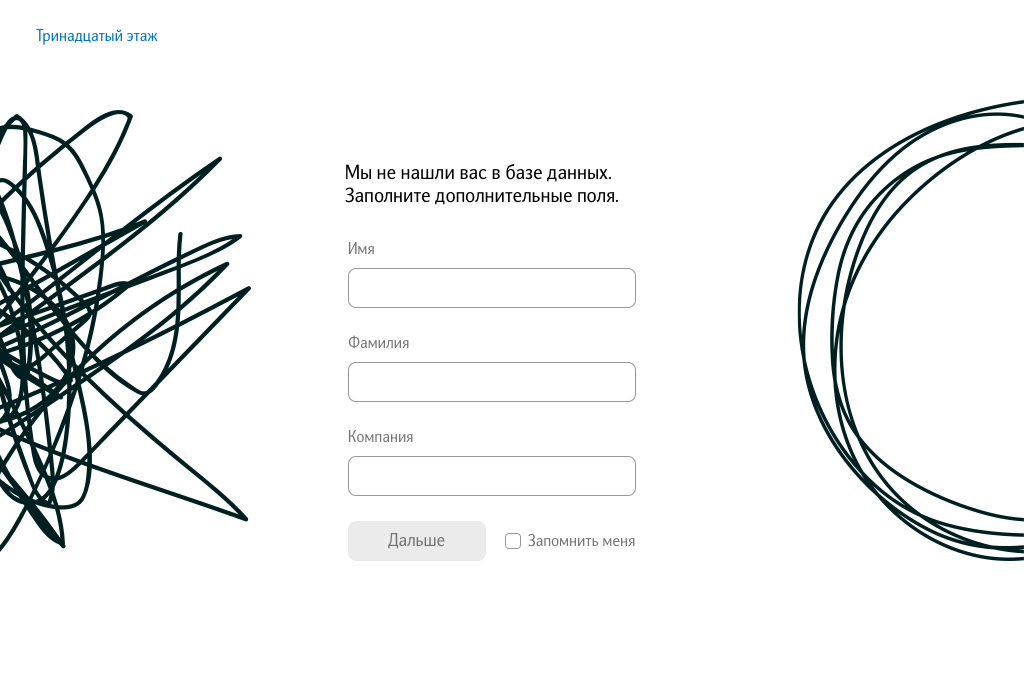 Тринадцатый этаж
Мы не нашли вас в базе данных.
Заполните дополнительные поля.
Имя
Фамилия
Компания
Дальше
Запомнить меня